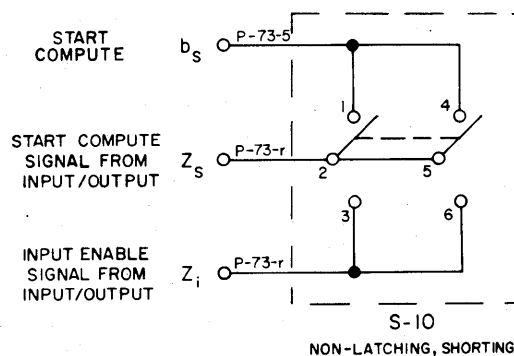 START
COMPUTE
b_s
P-73-5
1
4
START COMPUTE
SIGNAL FROM
INPUT/OUTPUT
Z_s
P-73-r
2
5
3
6
INPUT ENABLE
SIGNAL FROM
INPUT/OUTPUT
Z_i
P-73-r
S-10
NON-LATCHING, SHORTING